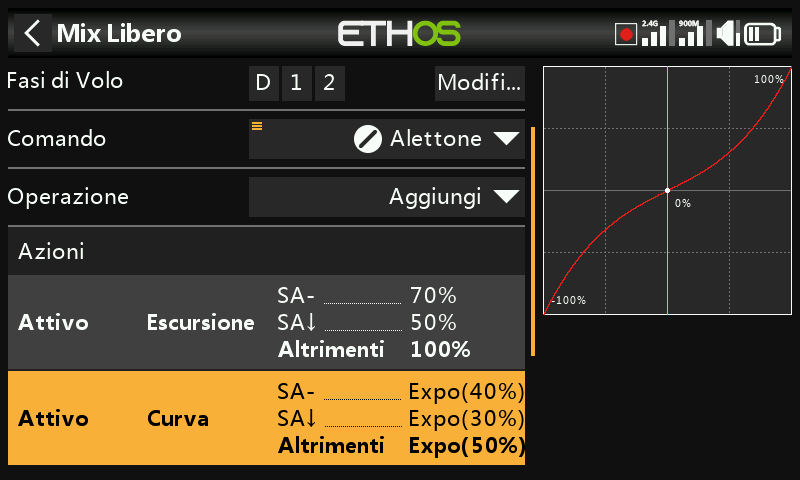 Mix Libero
ETHOS
2.4G
900M
Fasi di Volo
D 1 2
Modifi...
Comando
Alettone
Operazione
Aggiungi
Azioni
Attivo Escursione
SA- 70%
SA↓ 50%
Altrimenti 100%
Attivo Curva
SA- Expo(40%)
SA↓ Expo(30%)
Altrimenti Expo(50%)
100%
0%
-100%